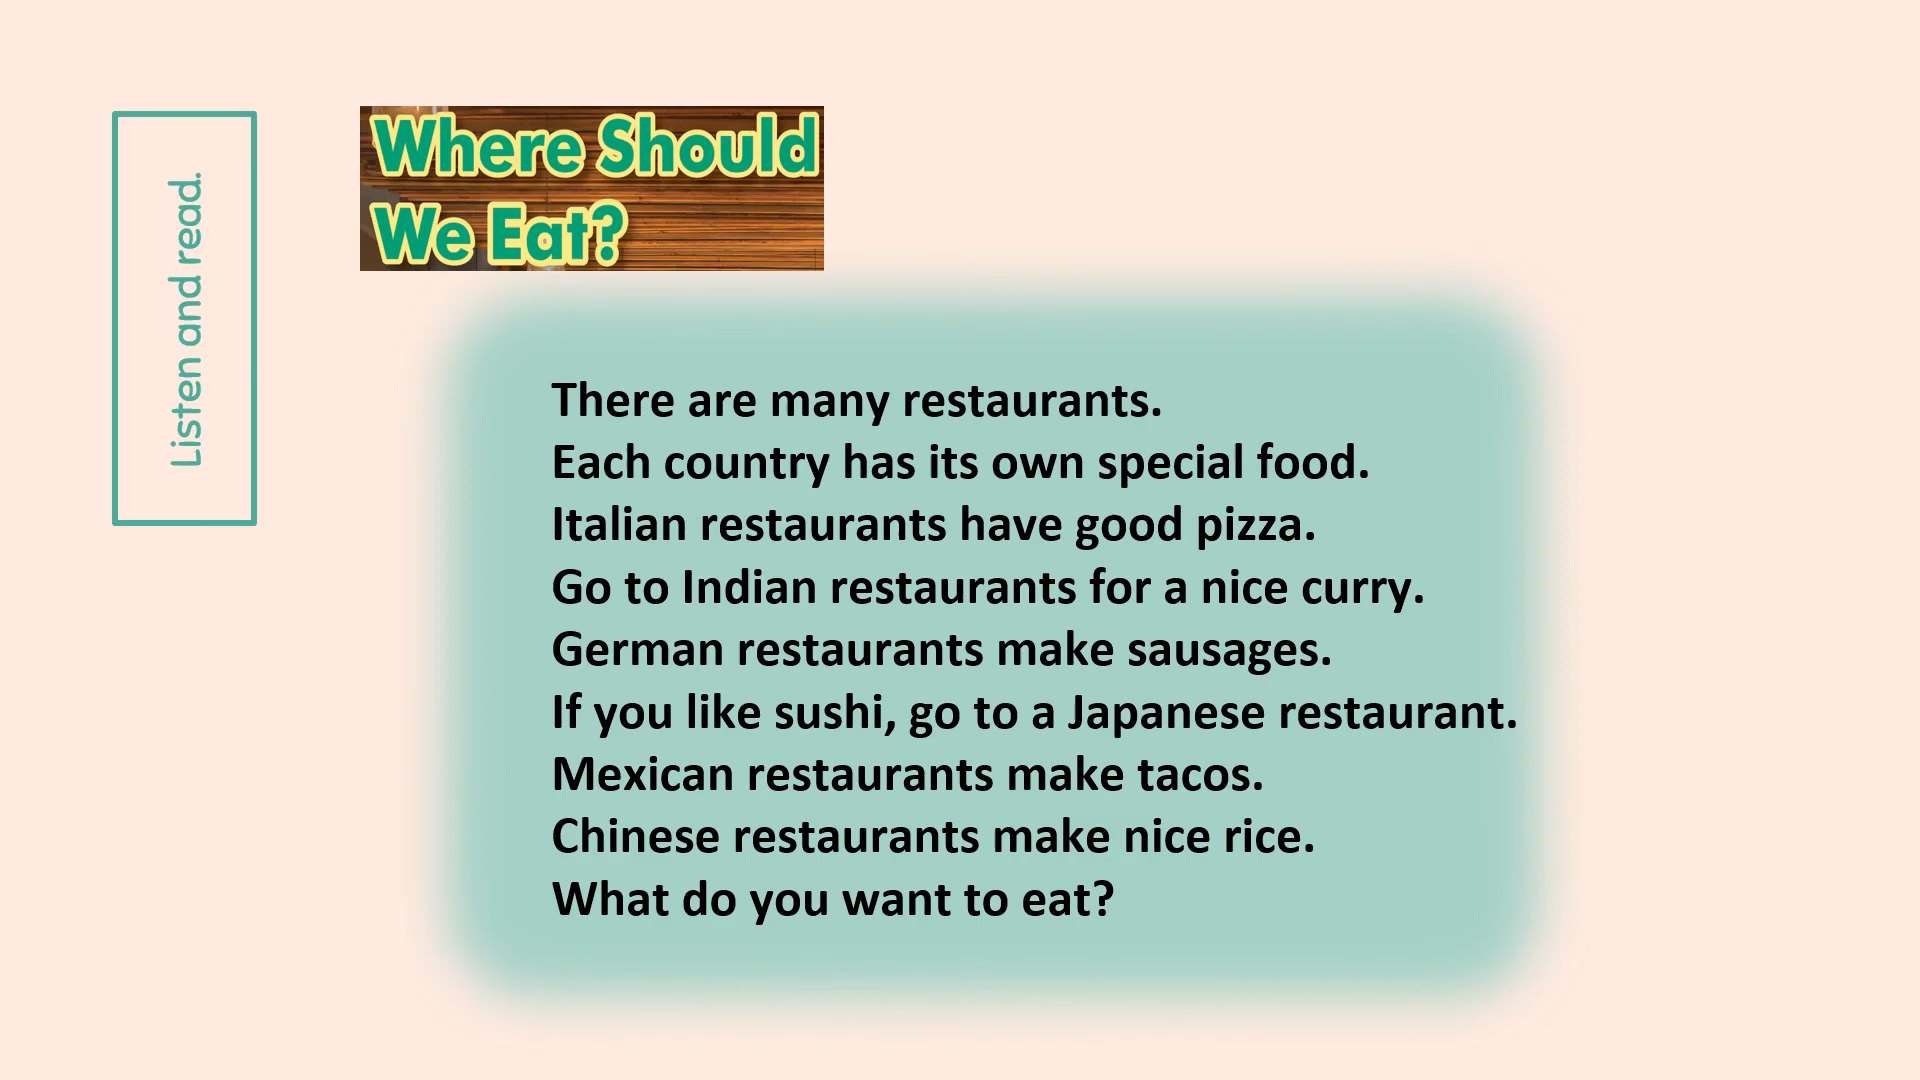 Listen and read.
Where Should
We Eat?
There are many restaurants.
Each country has its own special food.
Italian restaurants have good pizza.
Go to Indian restaurants for a nice curry.
German restaurants make sausages.
If you like sushi, go to a Japanese restaurant.
Mexican restaurants make tacos.
Chinese restaurants make nice rice.
What do you want to eat?